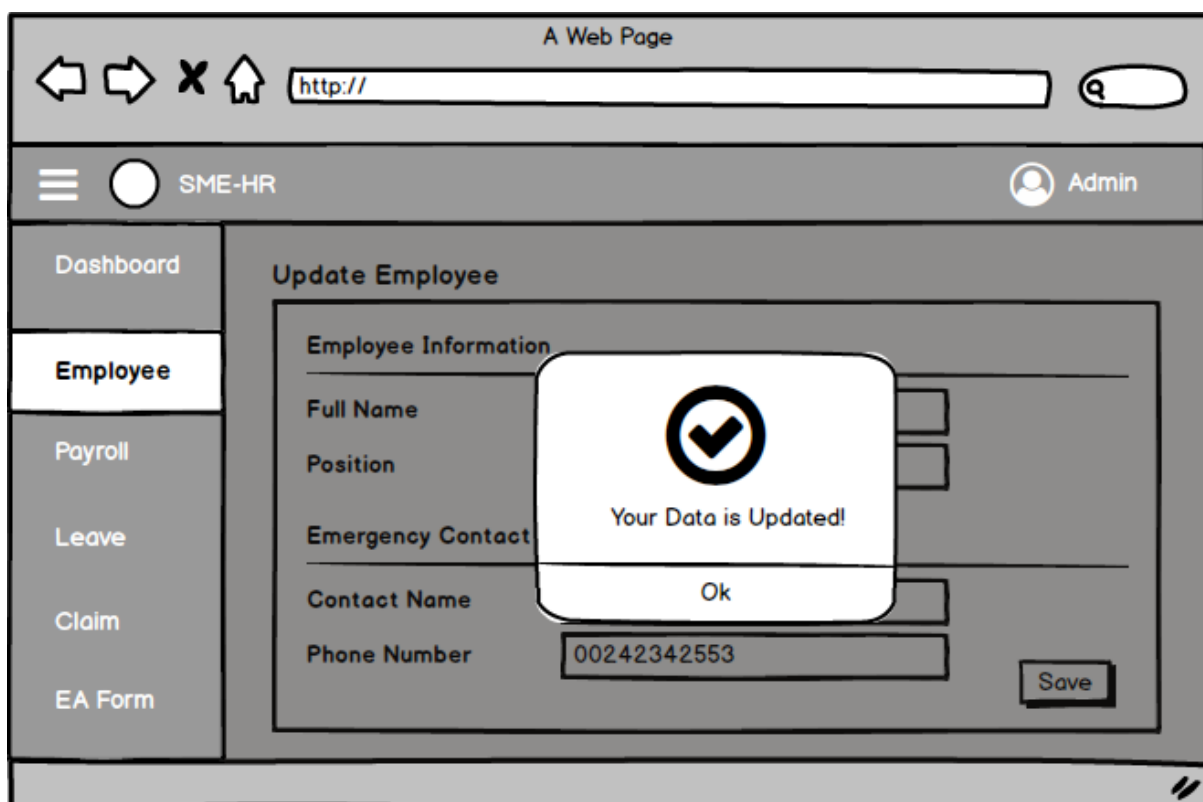 A Web Page
http://
SME-HR
Admin
Dashboard
Employee
Payroll
Leave
Claim
EA Form
Update Employee
Employee Information
Full Name
Position
Emergency Contact
Contact Name
Phone Number
00242342553
Save
Your Data is Updated!
Ok